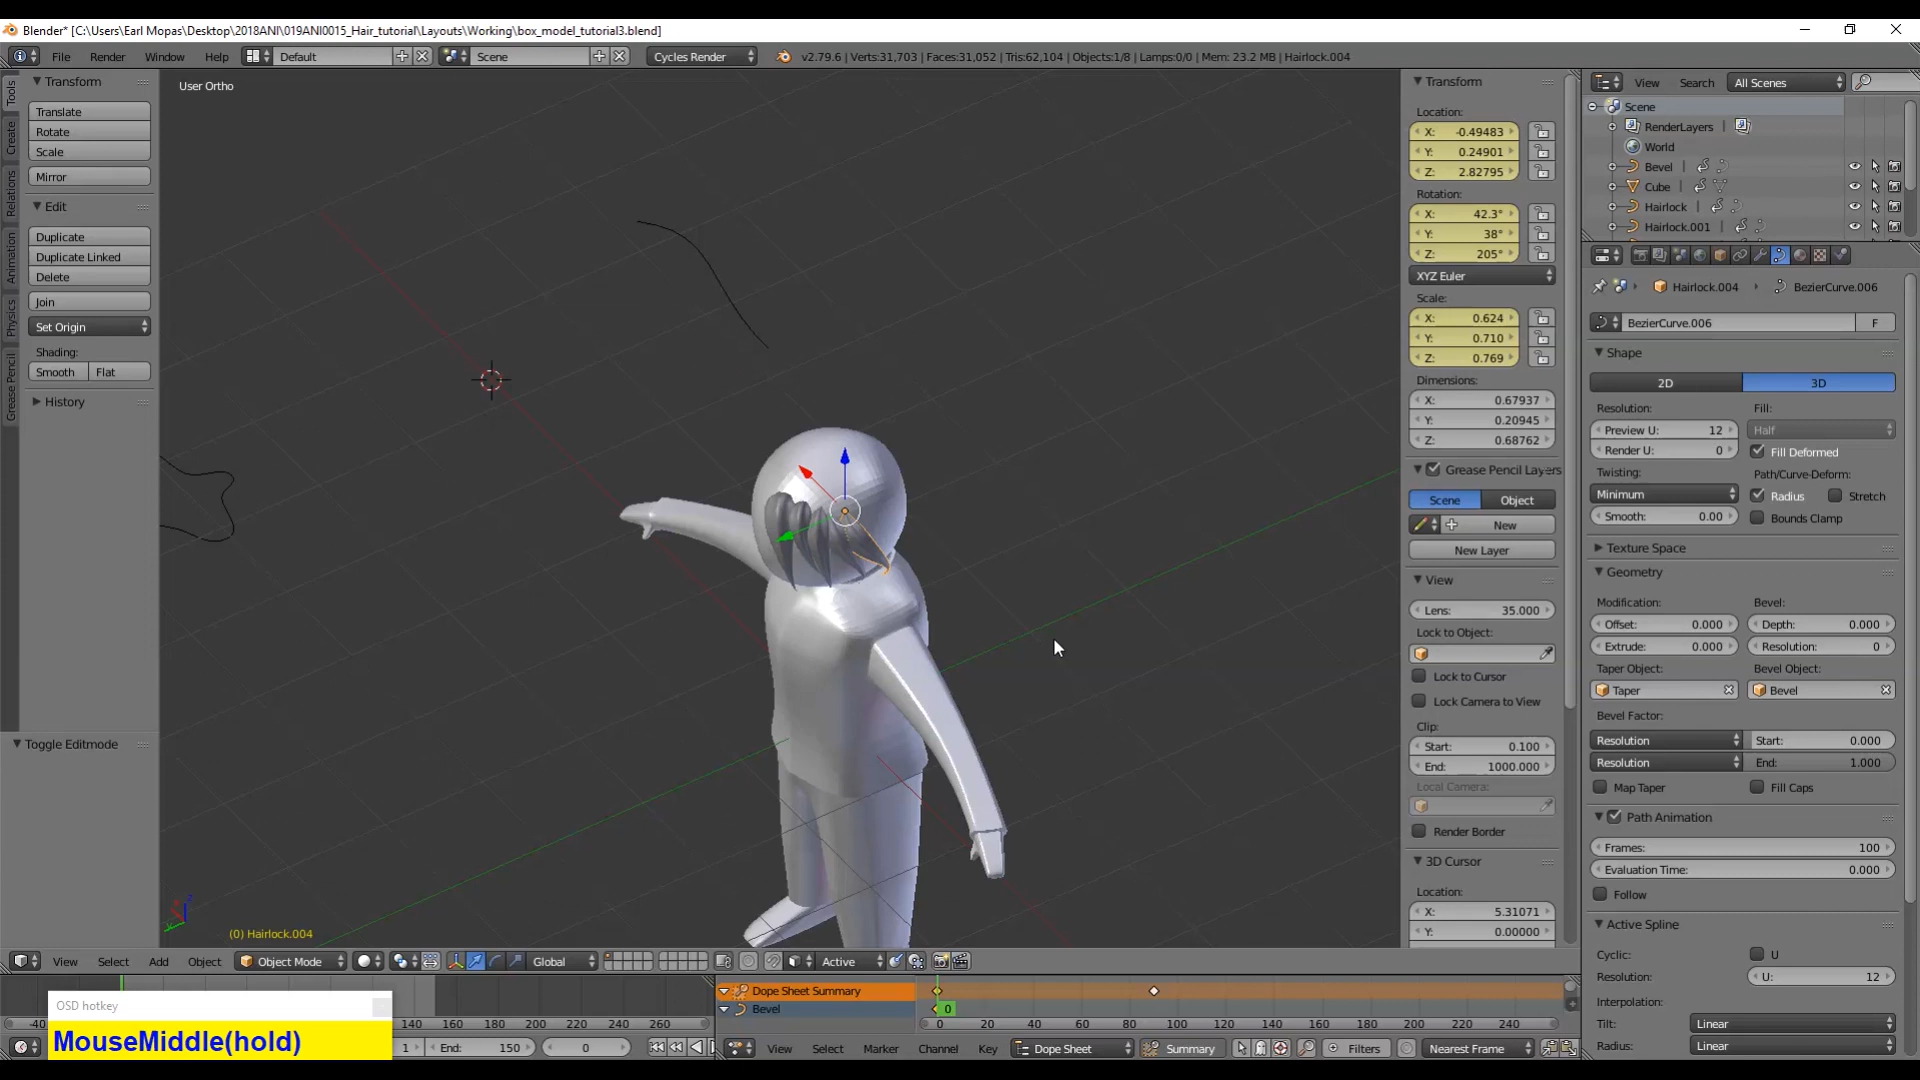 Blender* [C:\Users\Earl Mopas\Desktop\2018ANI\019ANI0015_Hair_tutorial\Layouts\Working\box_model_tutorial3.blend]
File Render Window Help Default Scene Cycles Render v2.79.6 | Verts:31,703 | Faces:31,052 | Tris:62,104 | Objects:1/8 | Lamps:0/0 | Mem: 23.2 MB | Hairlock.004
Tools
Create
Relations
Animation
Physics
Grease Pencil
Transform
Translate
Rotate
Scale
Mirror
Edit
Duplicate
Duplicate Linked
Delete
Join
Set Origin
Shading:
Smooth Flat
History
Toggle Editmode
User Ortho
(0) Hairlock.004
Transform
Location:
X: -0.49483
Y: 0.24901
Z: 2.82795
Rotation:
X: 42.3°
Y: 38°
Z: 205°
XYZ Euler
Scale:
X: 0.624
Y: 0.710
Z: 0.769
Dimensions:
X: 0.67937
Y: 0.20945
Z: 0.68762
Grease Pencil Layers
Scene Object
New
New Layer
View
Lens: 35.000
Lock to Object:
Lock to Cursor
Lock Camera to View
Clip:
Start: 0.100
End: 1000.000
Local Camera:
Render Border
3D Cursor
Location:
X: 5.31071
Y: 0.00000
View Search All Scenes
Scene
RenderLayers
World
Bevel
Cube
Hairlock
Hairlock.001
Hairlock.004 BezierCurve.006
BezierCurve.006 F
Shape
2D 3D
Resolution: Fill:
Preview U: 12 Half
Render U: 0 Fill Deformed
Twisting: Path/Curve-Deform:
Minimum Radius Stretch
Smooth: 0.00 Bounds Clamp
Texture Space
Geometry
Modification: Bevel:
Offset: 0.000 Depth: 0.000
Extrude: 0.000 Resolution: 0
Taper Object: Bevel Object:
Taper Bevel
Bevel Factor:
Resolution Start: 0.000
Resolution End: 1.000
Map Taper Fill Caps
Path Animation
Frames: 100
Evaluation Time: 0.000
Follow
Active Spline
Cyclic: U
Resolution: U: 12
Interpolation:
Tilt: Linear
Radius: Linear
View Select Add Object Object Mode Global Active
OSD hotkey
MouseMiddle(hold)
-40 140 160 180 200 220 240 260
1 End: 150 0
Dope Sheet Summary
Bevel 0
0 20 40 60 80 100 120 140 160 180 200 220 240
View Select Marker Channel Key Dope Sheet Summary Filters Nearest Frame